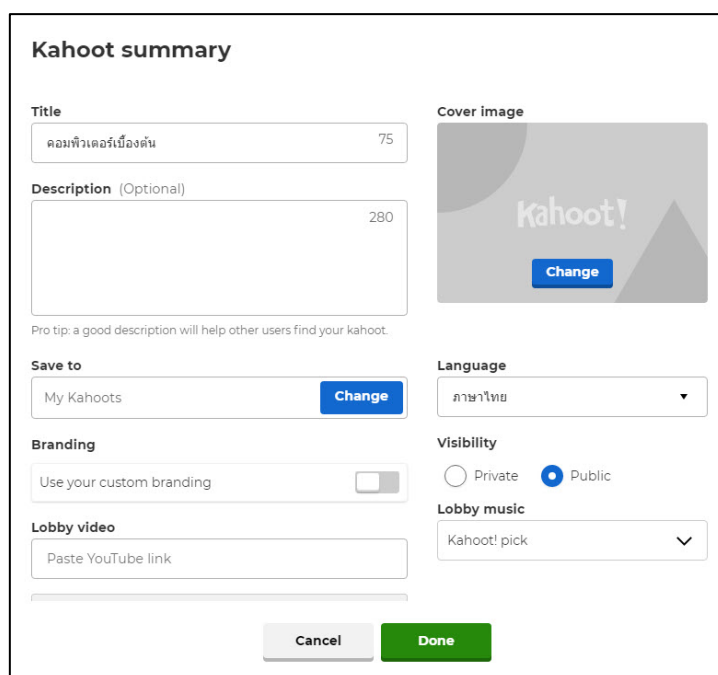 Kahoot summary
Title
คอมพิวเตอร์เบื้องต้น
75
Description (Optional)
280
Pro tip: a good description will help other users find your kahoot.
Save to
My Kahoots
Change
Branding
Use your custom branding
Lobby video
Paste YouTube link
Cover image
Kahoot!
Change
Language
ภาษาไทย
Visibility
Private
Public
Lobby music
Kahoot! pick
Cancel
Done